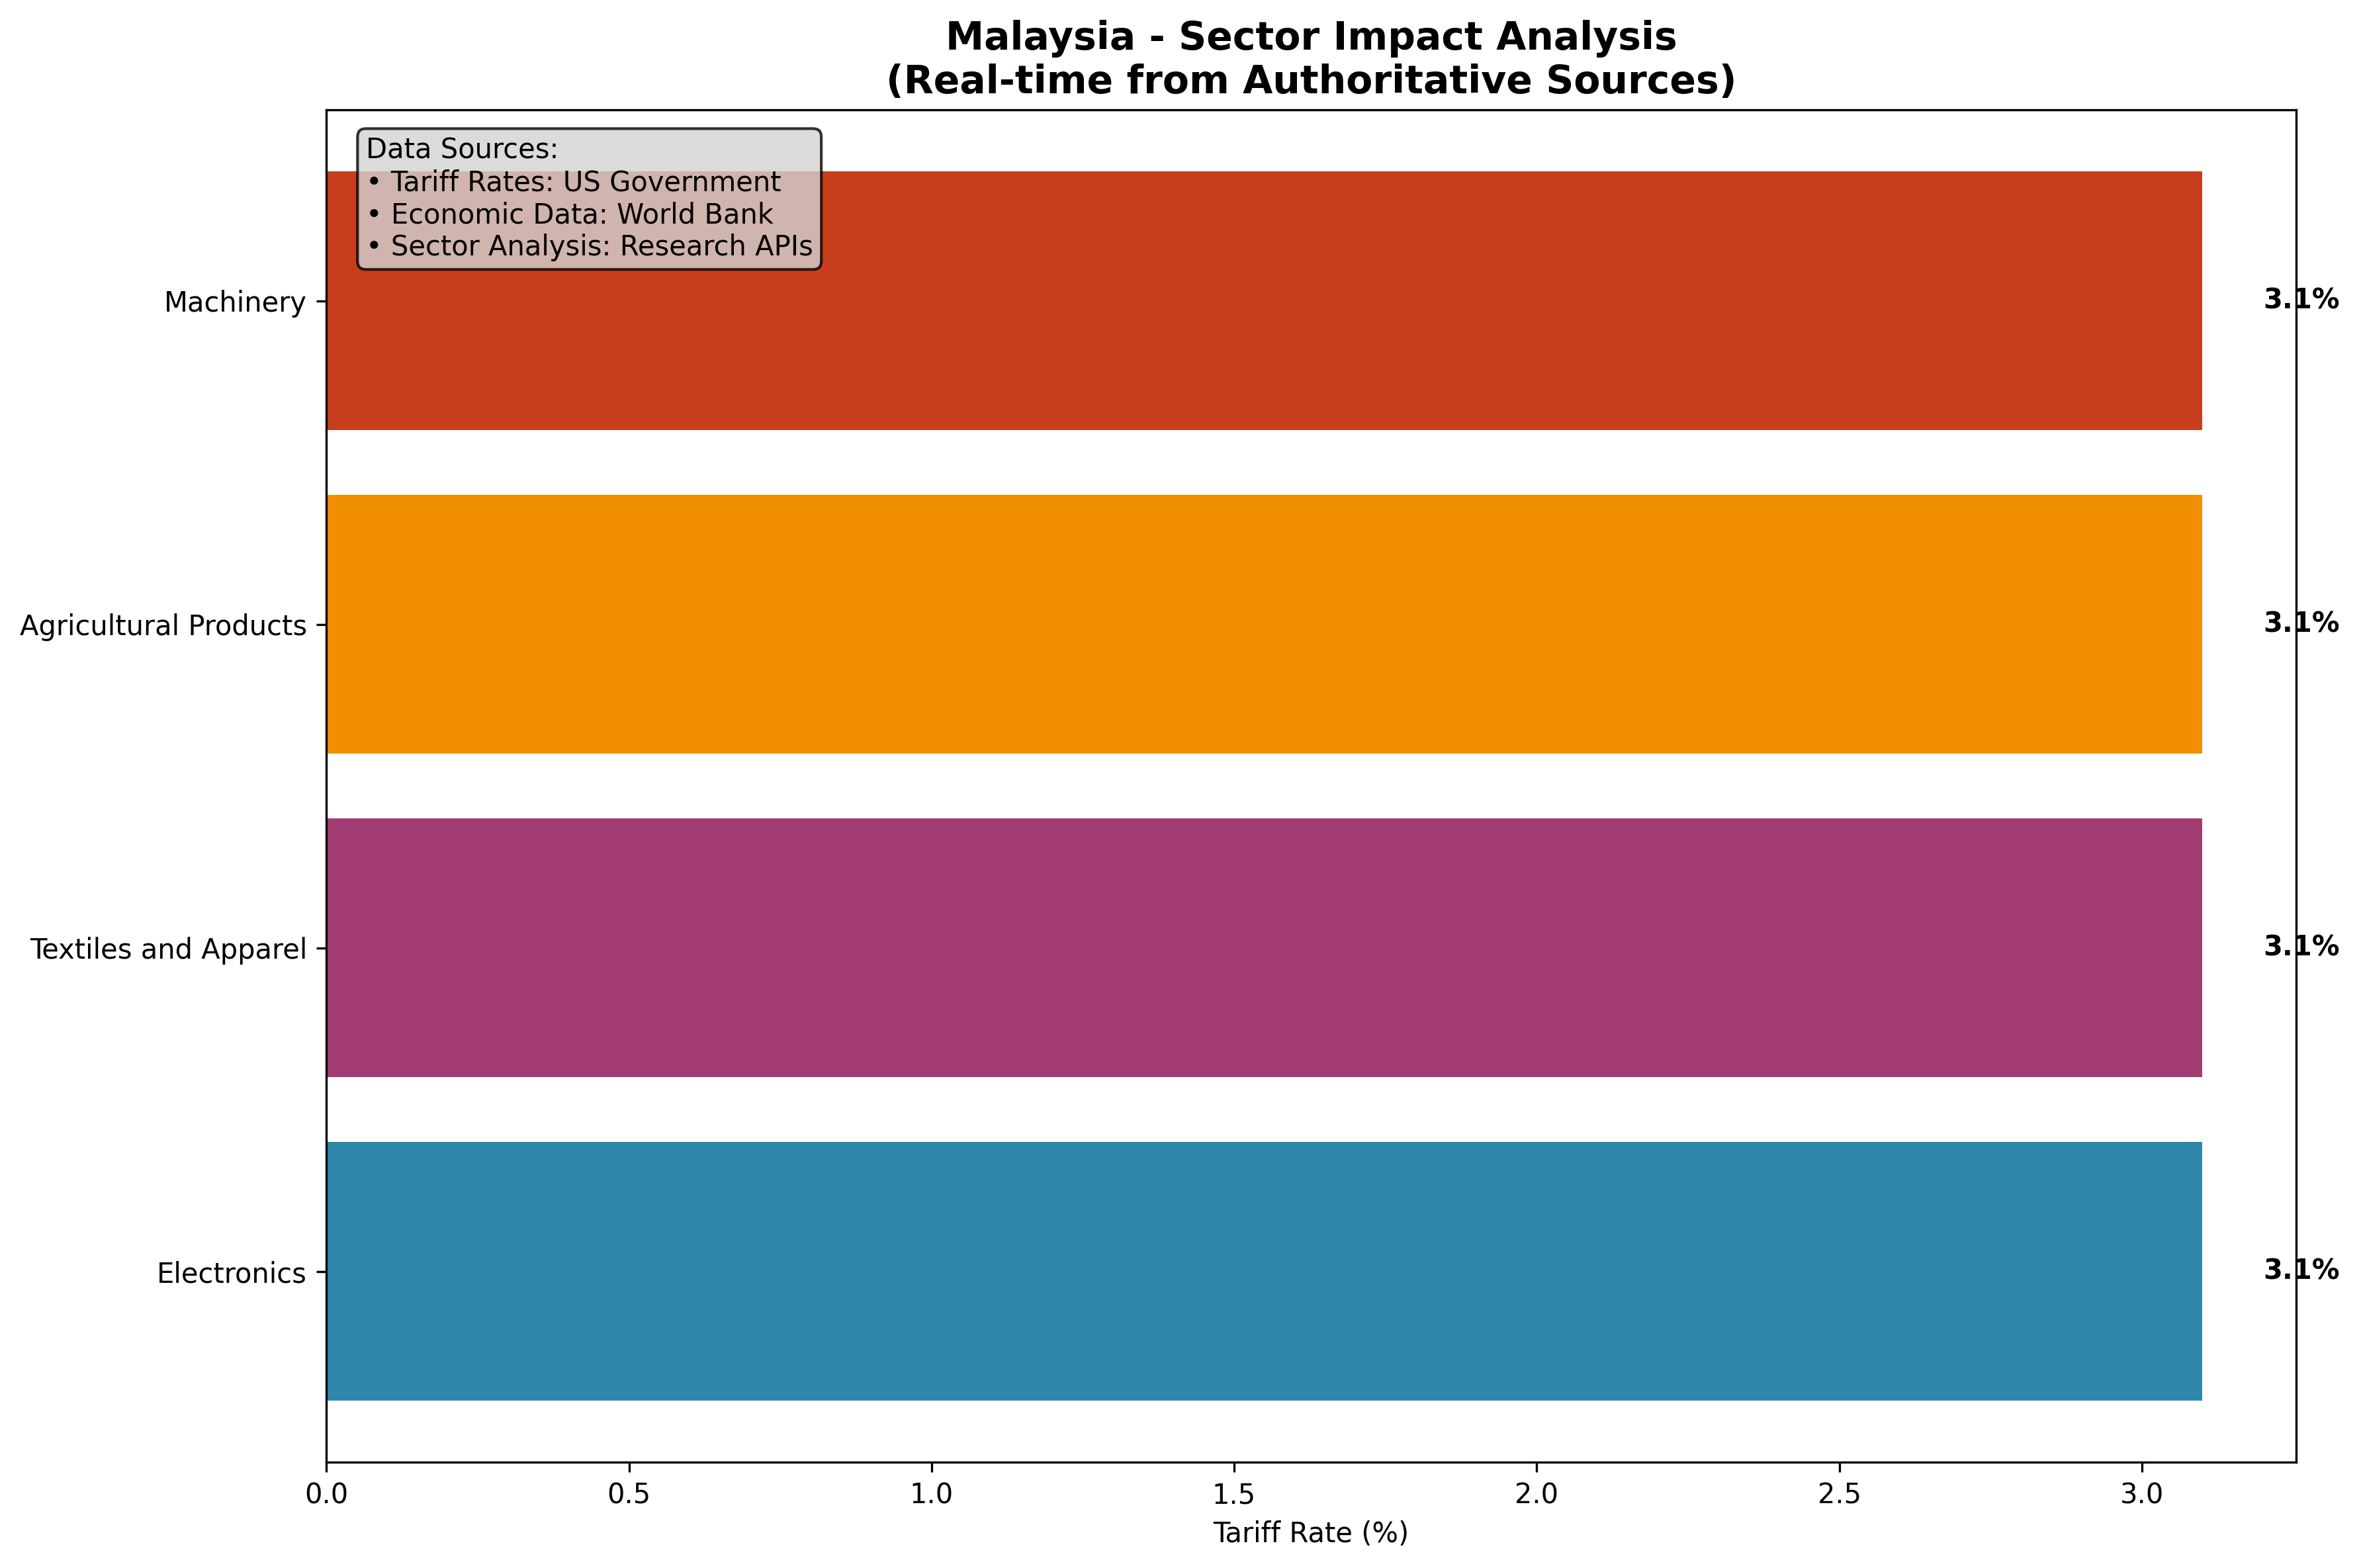 Malaysia - Sector Impact Analysis
(Real-time from Authoritative Sources)
Data Sources:
• Tariff Rates: US Government
• Economic Data: World Bank
• Sector Analysis: Research APIs
Machinery
3.1%
Agricultural Products
3.1%
Textiles and Apparel
3.1%
Electronics
3.1%
0.0
0.5
1.0
1.5
2.0
2.5
3.0
Tariff Rate (%)